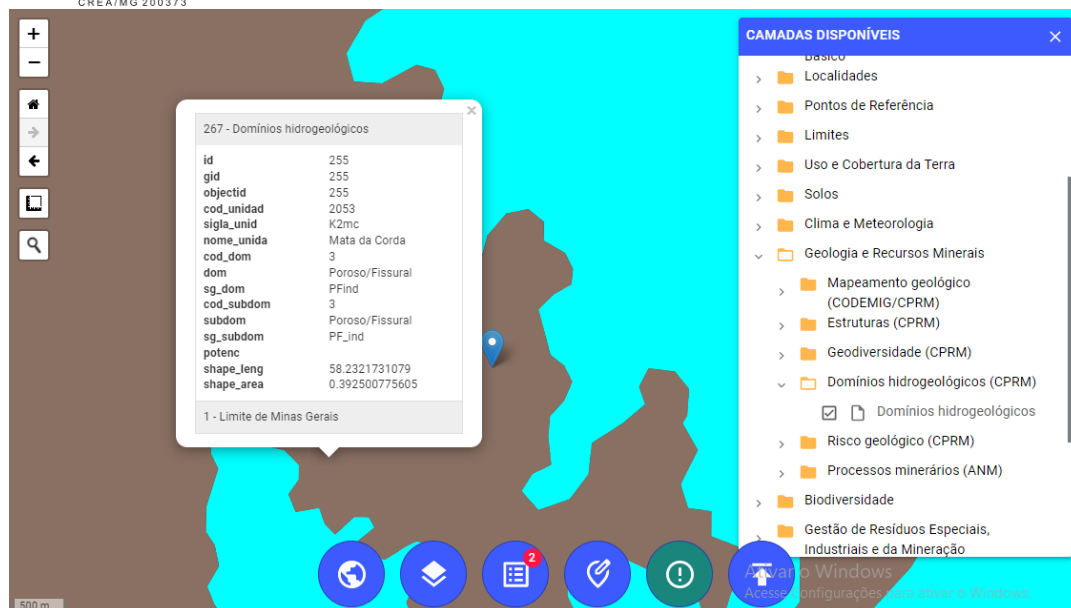 CREA/MG 200373
+
−
CAMADAS DISPONÍVEIS
×
Básico
Localidades
Pontos de Referência
Limites
Uso e Cobertura da Terra
Solos
Clima e Meteorologia
Geologia e Recursos Minerais
Mapeamento geológico
(CODEMIG/CPRM)
Estruturas (CPRM)
Geodiversidade (CPRM)
Domínios hidrogeológicos (CPRM)
Domínios hidrogeológicos
Risco geológico (CPRM)
Processos minerários (ANM)
Biodiversidade
Gestão de Resíduos Especiais,
Industriais e da Mineração
×
267 - Domínios hidrogeológicos
id 255
gid 255
objectid 255
cod_unidad 2053
sigla_unid K2mc
nome_unida Mata da Corda
cod_dom 3
dom Poroso/Fissural
sg_dom PFind
cod_subdom 3
subdom Poroso/Fissural
sg_subdom PF_ind
potenc
shape_leng 58.2321731079
shape_area 0.392500775605
1 - Limite de Minas Gerais
2
500 m
Ativar o Windows
Acesse Configurações para ativar o Windows.